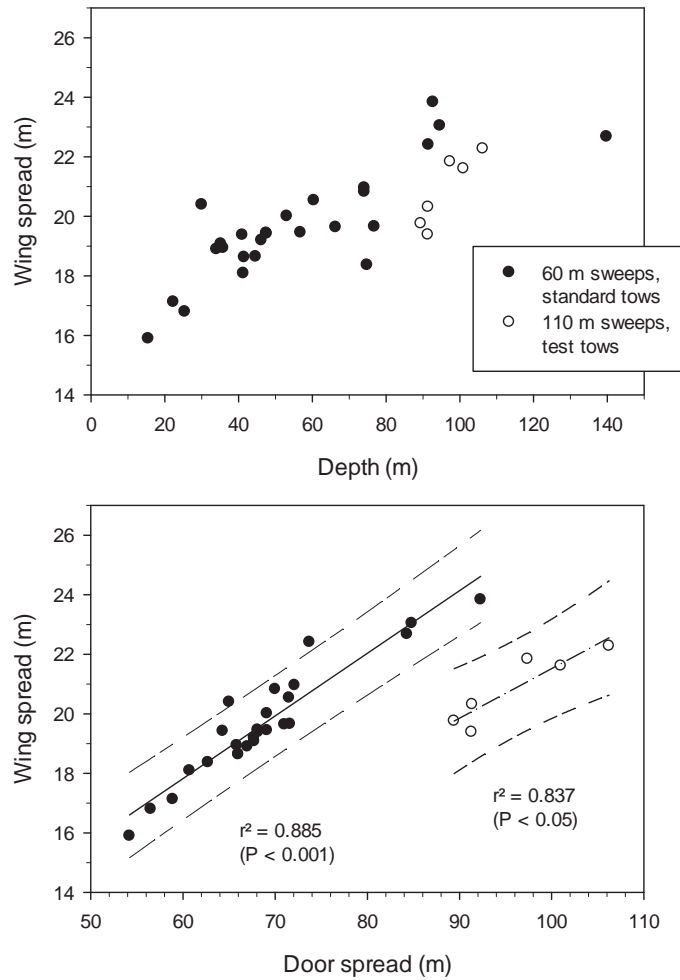 26
24
22
20
18
16
14
Wing spread (m)
0 20 40 60 80 100 120 140
Depth (m)
60 m sweeps,
standard tows
110 m sweeps,
test tows
26
24
22
20
18
16
14
Wing spread (m)
r² = 0.885
(P < 0.001)
r² = 0.837
(P < 0.05)
50 60 70 80 90 100 110
Door spread (m)